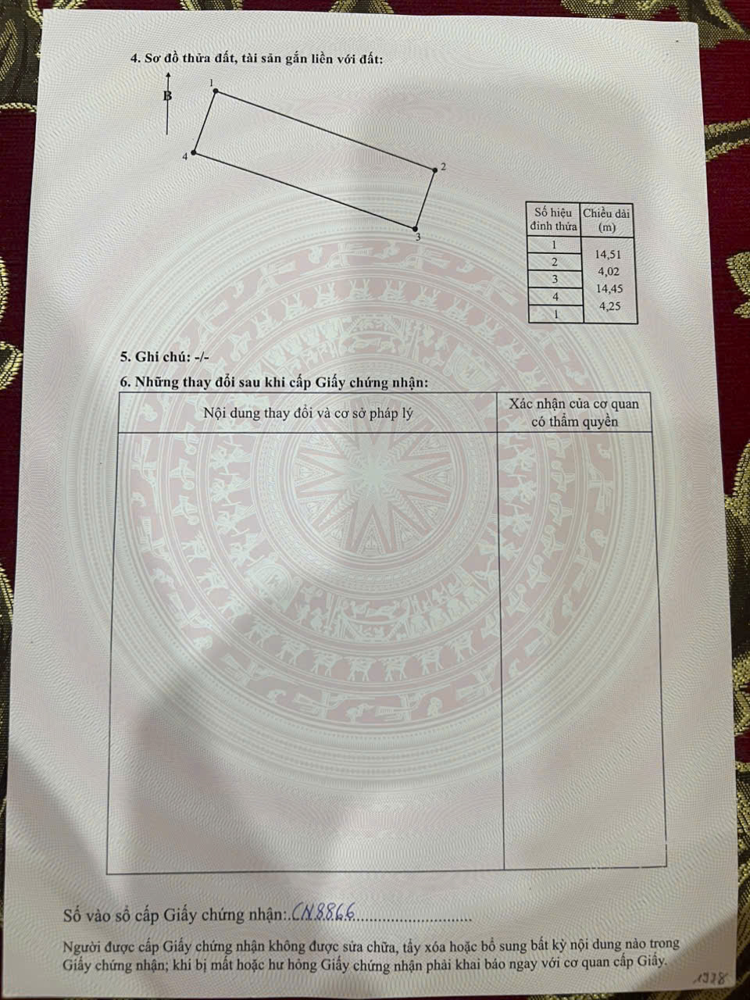 4. Sơ đồ thửa đất, tài sản gắn liền với đất:
B
1
2
3
4
Số hiệu đỉnh thửa | Chiều dài (m)
1
14,51
2
4,02
3
14,45
4
4,25
1
5. Ghi chú: -/-
6. Những thay đổi sau khi cấp Giấy chứng nhận:
Nội dung thay đổi và cơ sở pháp lý | Xác nhận của cơ quan có thẩm quyền
Số vào sổ cấp Giấy chứng nhận: CN8866
Người được cấp Giấy chứng nhận không được sửa chữa, tẩy xóa hoặc bổ sung bất kỳ nội dung nào trong
Giấy chứng nhận; khi bị mất hoặc hư hỏng Giấy chứng nhận phải khai báo ngay với cơ quan cấp Giấy.